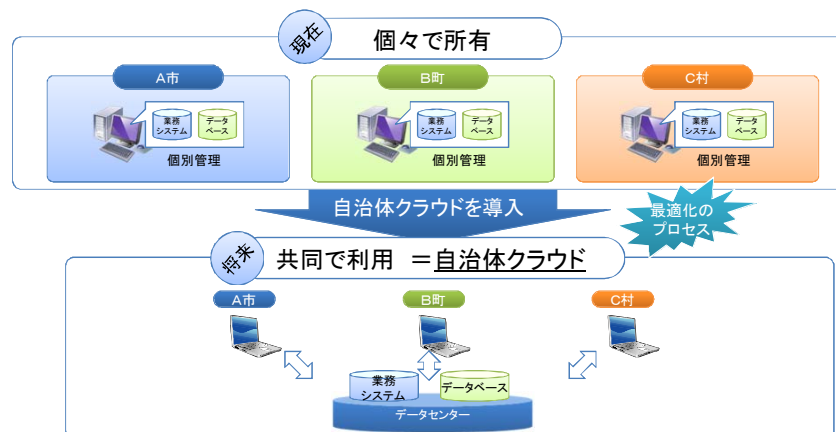 現在
個々で所有
A市
B町
C村
業務
システム
データ
ベース
個別管理
業務
システム
データ
ベース
個別管理
業務
システム
データ
ベース
個別管理
自治体クラウドを導入
最適化の
プロセス
将来
共同で利用 =自治体クラウド
A市
B町
C村
業務
システム
データベース
データセンター